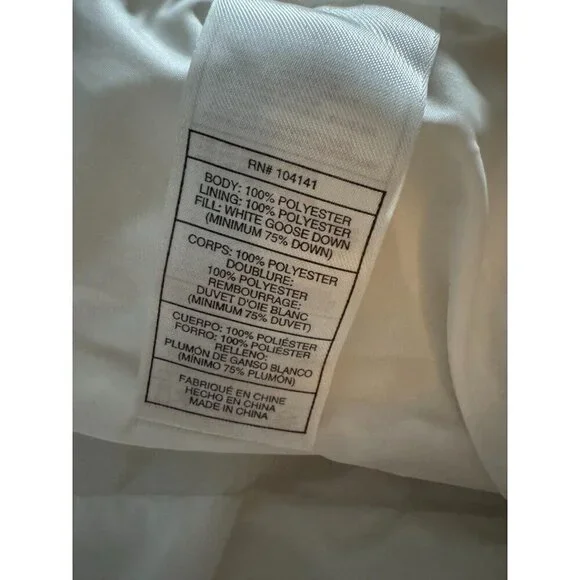 RN# 104141
BODY: 100% POLYESTER
LINING: 100% POLYESTER
FILL: WHITE GOOSE DOWN
(MINIMUM 75% DOWN)
CORPS: 100% POLYESTER
DOUBLURE:
100% POLYESTER
REMBOURRAGE:
DUVET D'OIE BLANC
(MINIMUM 75% DUVET)
CUERPO: 100% POLIÉSTER
FORRO: 100% POLIESTER
RELLENO:
PLUMÓN DE GANSO BLANCO
(MÍNIMO 75% PLUMÓN)
FABRIQUÉ EN CHINE
HECHO EN CHINA
MADE IN CHINA